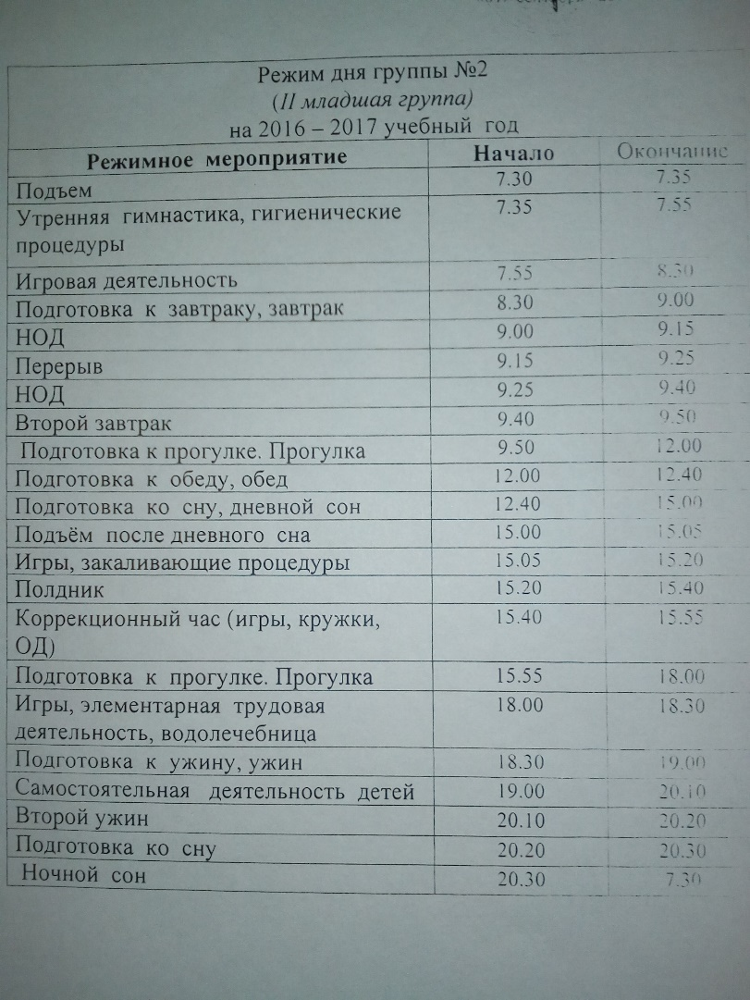 Режим дня группы №2
(II младшая группа)
на 2016 – 2017 учебный год
Режимное мероприятие Начало Окончание
Подъем 7.30 7.35
Утренняя гимнастика, гигиенические 7.35 7.55
процедуры
Игровая деятельность 7.55 8.30
Подготовка к завтраку, завтрак 8.30 9.00
НОД 9.00 9.15
Перерыв 9.15 9.25
НОД 9.25 9.40
Второй завтрак 9.40 9.50
Подготовка к прогулке. Прогулка 9.50 12.00
Подготовка к обеду, обед 12.00 12.40
Подготовка ко сну, дневной сон 12.40 15.00
Подъём после дневного сна 15.00 15.05
Игры, закаливающие процедуры 15.05 15.20
Полдник 15.20 15.40
Коррекционный час (игры, кружки, 15.40 15.55
ОД)
Подготовка к прогулке. Прогулка 15.55 18.00
Игры, элементарная трудовая 18.00 18.30
деятельность, водолечебница
Подготовка к ужину, ужин 18.30 19.00
Самостоятельная деятельность детей 19.00 20.10
Второй ужин 20.10 20.20
Подготовка ко сну 20.20 20.30
Ночной сон 20.30 7.30